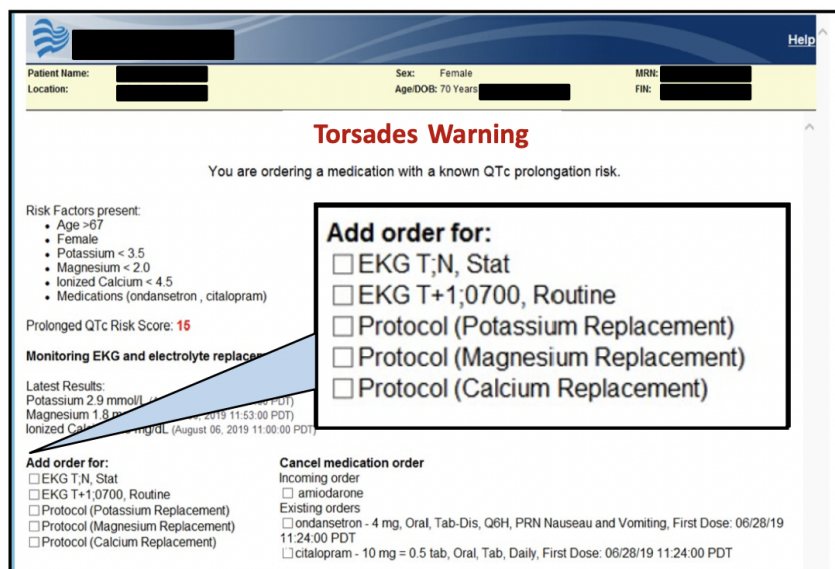 Help
Patient Name:
Sex: Female
MRN:
Location:
Age/DOB: 70 Years
FIN:
Torsades Warning
You are ordering a medication with a known QTc prolongation risk.
Risk Factors present:
• Age >67
• Female
• Potassium < 3.5
• Magnesium < 2.0
• Ionized Calcium < 4.5
• Medications (ondansetron , citalopram)
Prolonged QTc Risk Score: 15
Monitoring EKG and electrolyte
Latest Results:
Potassium 2.9 mmol/L PDT)
Magnesium 1.8 2019 11:53:00 PDT)
Ionized mg/dL (August 06, 2019 11:00:00 PDT)
Add order for:
☐ EKG T;N, Stat
☐ EKG T+1;0700, Routine
☐ Protocol (Potassium Replacement)
☐ Protocol (Magnesium Replacement)
☐ Protocol (Calcium Replacement)
Add order for:
☐ EKG T;N, Stat
☐ EKG T+1;0700, Routine
☐ Protocol (Potassium Replacement)
☐ Protocol (Magnesium Replacement)
☐ Protocol (Calcium Replacement)
Cancel medication order
Incoming order
☐ amiodarone
Existing orders
☐ ondansetron - 4 mg, Oral, Tab-Dis, Q6H, PRN Nauseau and Vomiting, First Dose: 06/28/19
11:24:00 PDT
☐ citalopram - 10 mg = 0.5 tab, Oral, Tab, Daily, First Dose: 06/28/19 11:24:00 PDT